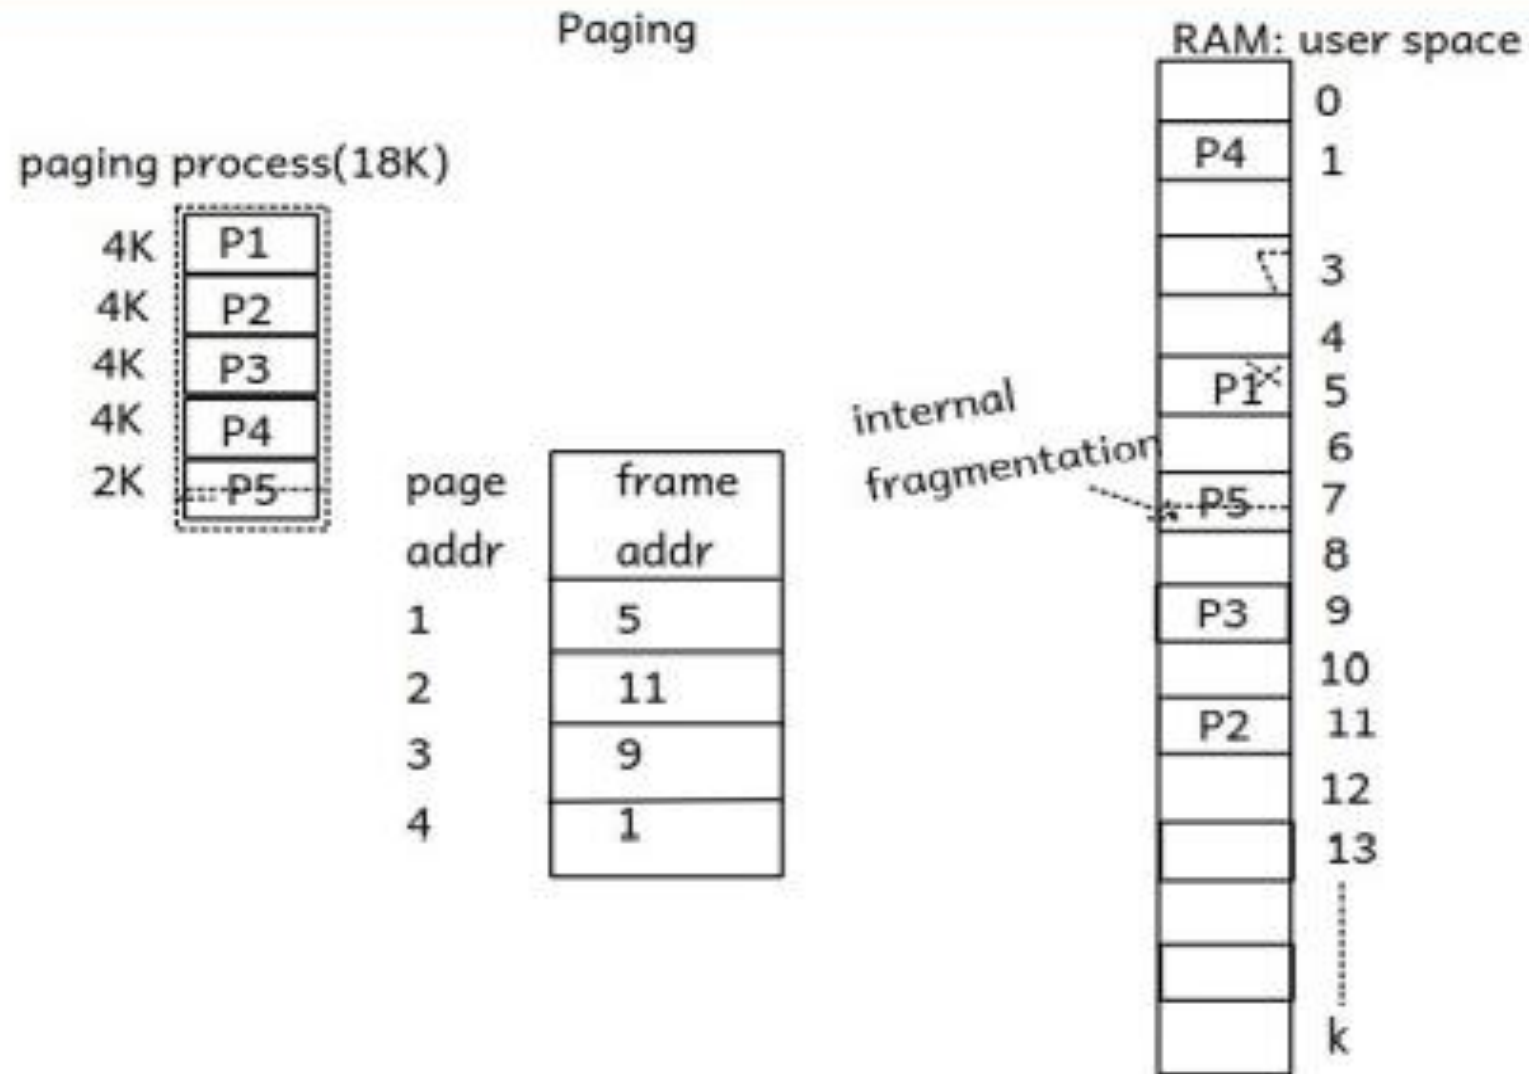 Paging
RAM: user space
paging process(18K)
4K P1
4K P2
4K P3
4K P4
2K P5
page frame
addr addr
1 5
2 11
3 9
4 1
internal
fragmentation
0
P4 1
3
4
P1 5
6
P5 7
8
P3 9
10
P2 11
12
13
k